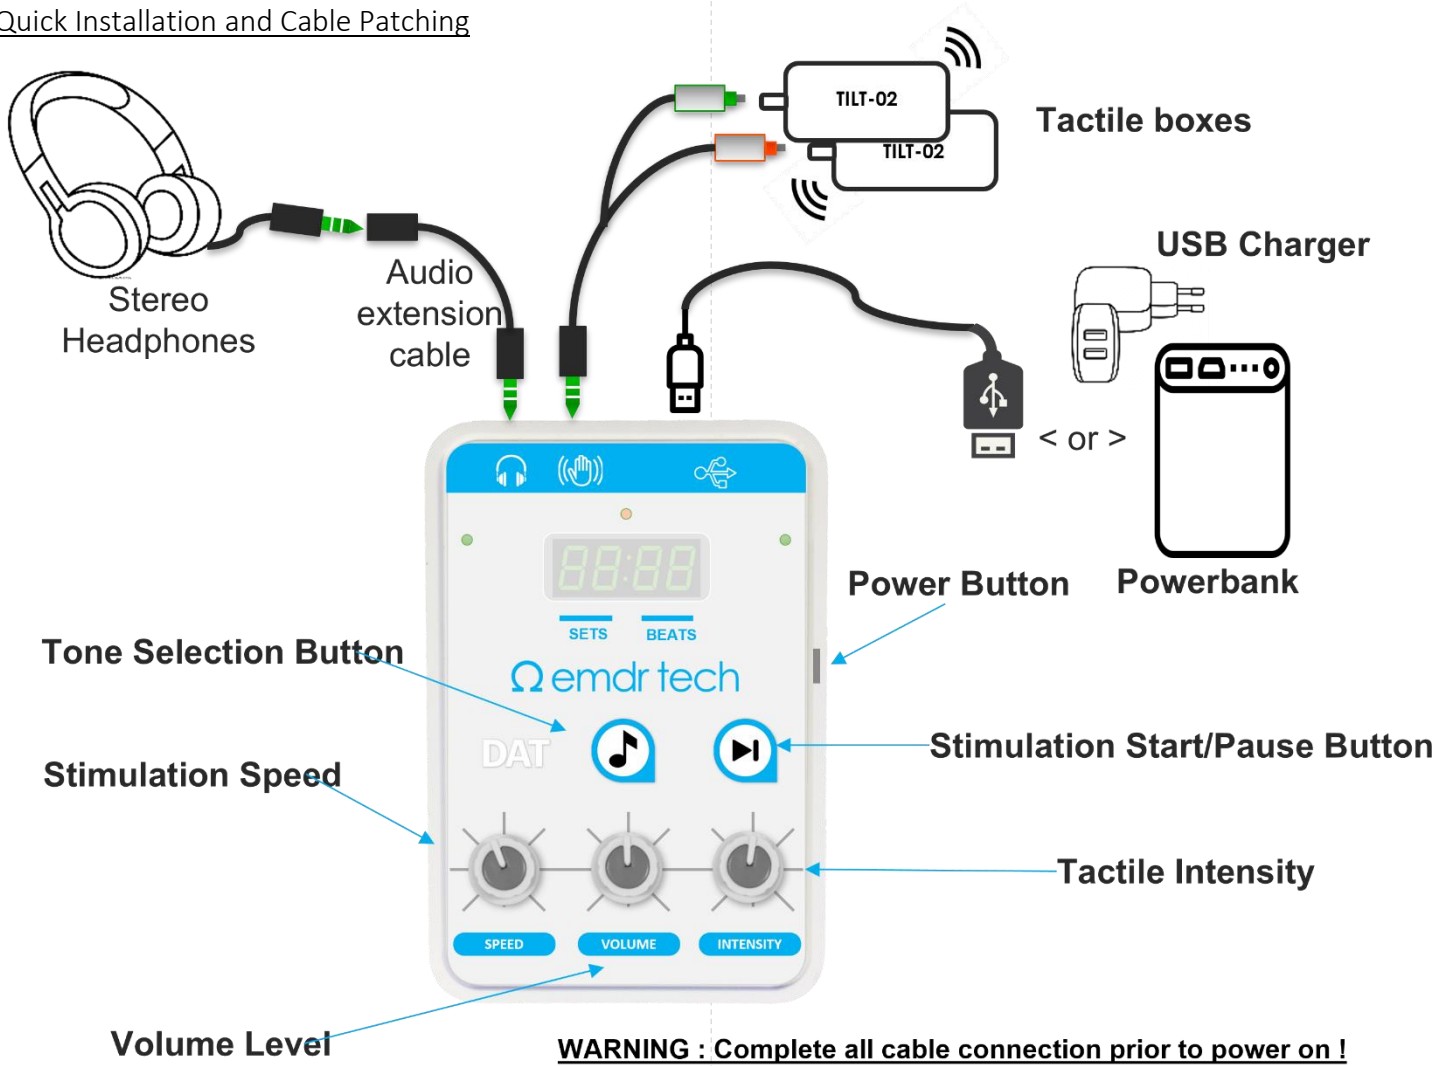 Quick Installation and Cable Patching
TILT-02
TILT-02
Tactile boxes
USB Charger
Stereo
Headphones
Audio
extension
cable
< or >
Powerbank
Power Button
88:88
SETS
BEATS
Tone Selection Button
Ω emdr tech
DAT
Stimulation Start/Pause Button
Stimulation Speed
Tactile Intensity
SPEED
VOLUME
INTENSITY
Volume Level
WARNING : Complete all cable connection prior to power on !